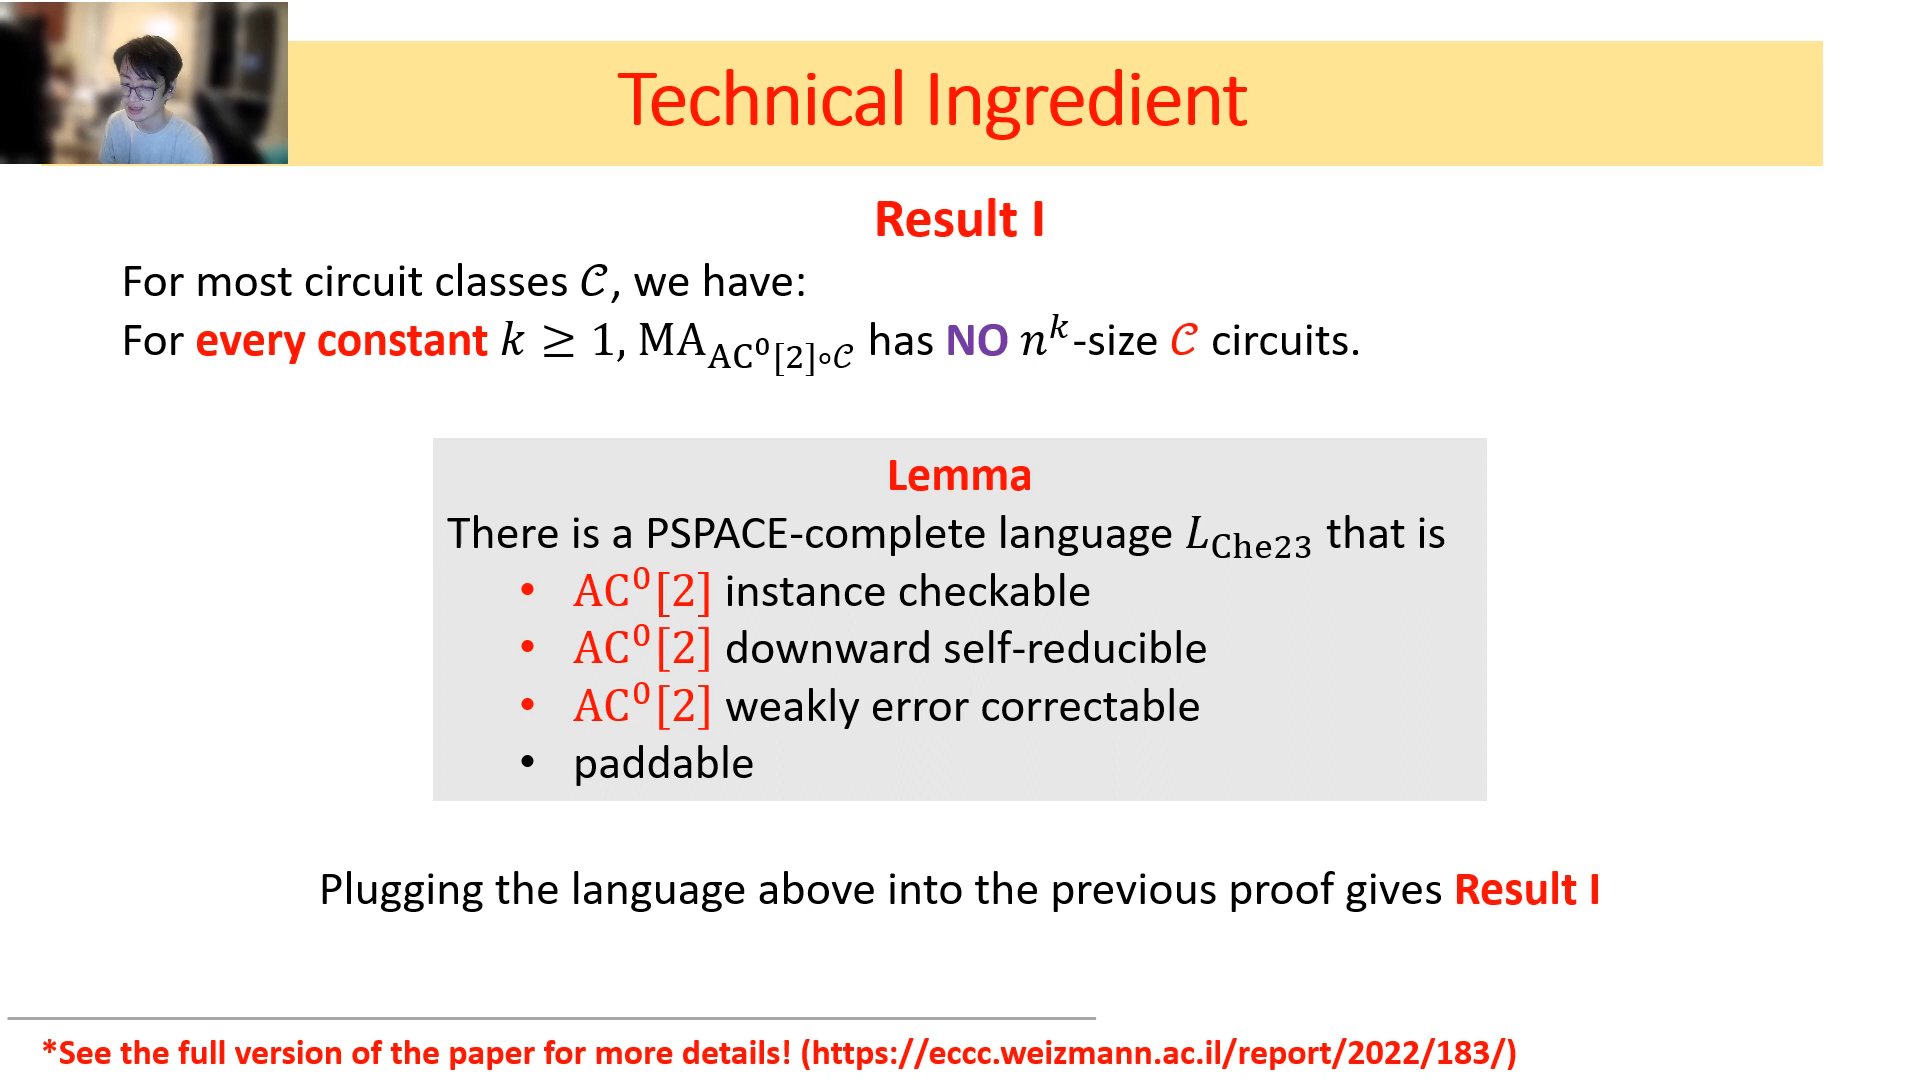 Technical Ingredient
Result I
For most circuit classes 𝒞, we have:
For every constant k ≥ 1, MA_{AC⁰[2]∘𝒞} has NO n^k-size 𝒞 circuits.
Lemma
There is a PSPACE-complete language L_{Che23} that is
• AC⁰[2] instance checkable
• AC⁰[2] downward self-reducible
• AC⁰[2] weakly error correctable
• paddable
Plugging the language above into the previous proof gives Result I
*See the full version of the paper for more details! (https://eccc.weizmann.ac.il/report/2022/183/)